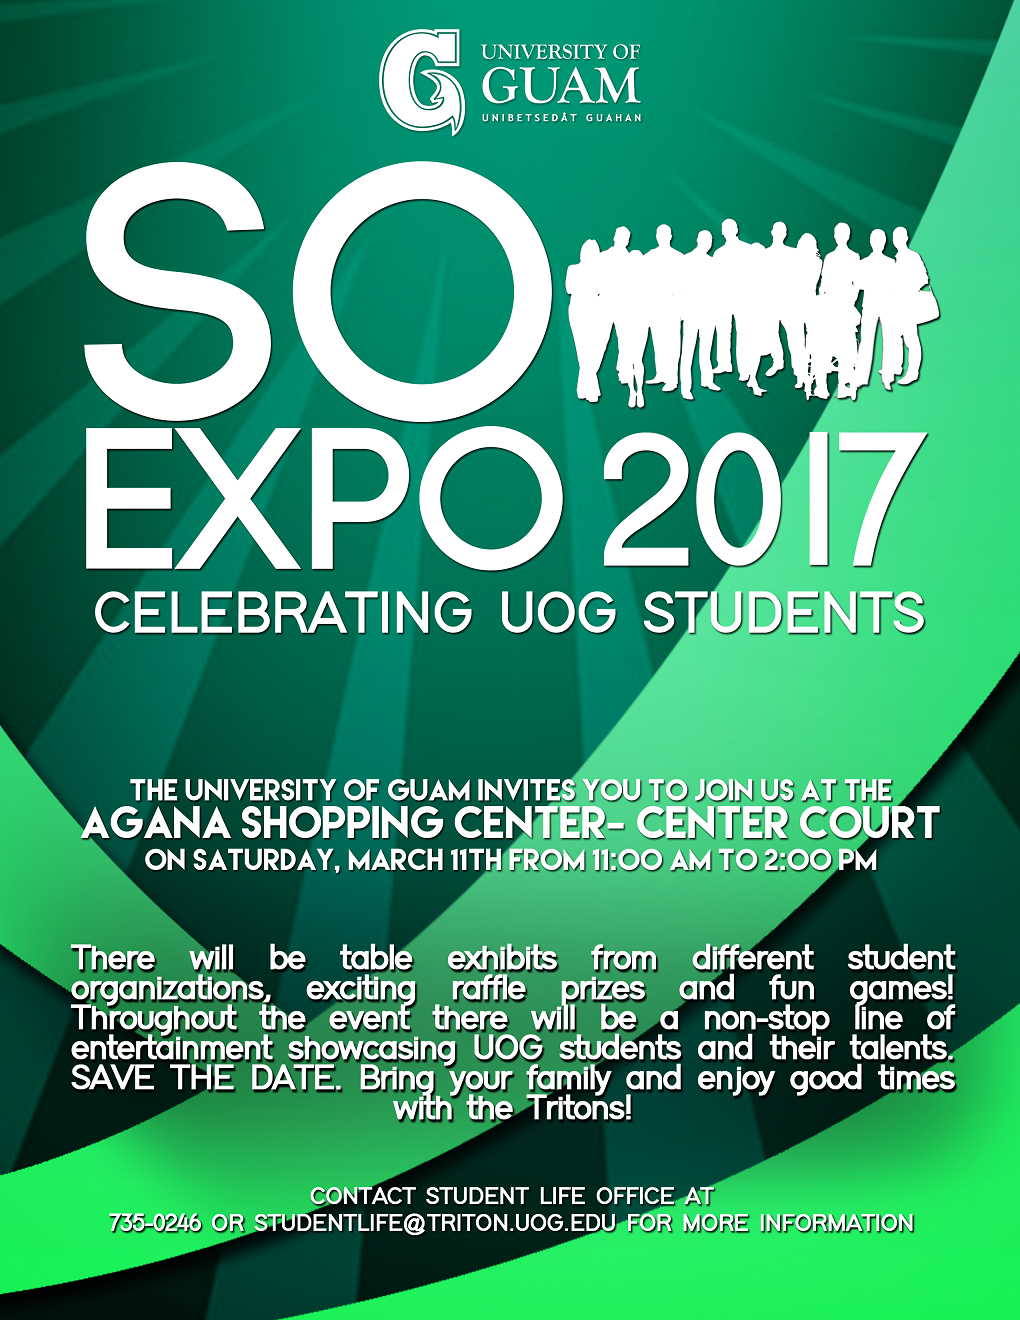 G
UNIVERSITY OF
GUAM
UNIBETSEDÅT GUAHAN
SO
EXPO 2017
CELEBRATING UOG STUDENTS
THE UNIVERSITY OF GUAM INVITES YOU TO JOIN US AT THE
AGANA SHOPPING CENTER- CENTER COURT
ON SATURDAY, MARCH 11TH FROM 11:00 AM TO 2:00 PM
There will be table exhibits from different student
organizations, exciting raffle prizes and fun games!
Throughout the event there will be a non-stop line of
entertainment showcasing UOG students and their talents.
SAVE THE DATE. Bring your family and enjoy good times
with the Tritons!
CONTACT STUDENT LIFE OFFICE AT
735-0246 OR STUDENTLIFE@TRITON.UOG.EDU FOR MORE INFORMATION